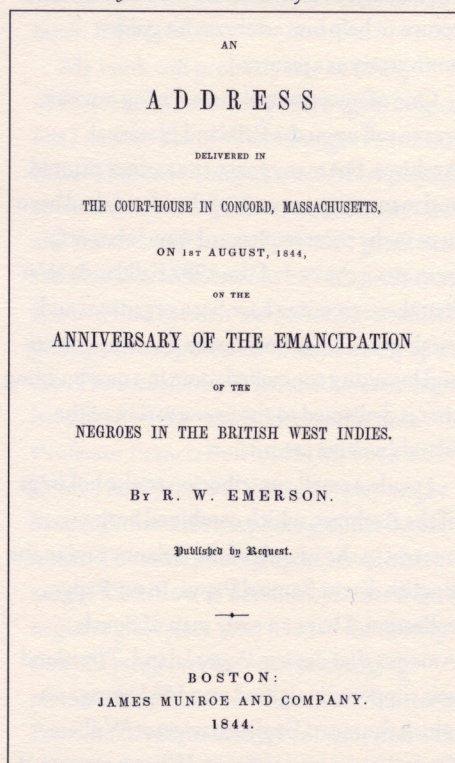 AN
ADDRESS
DELIVERED IN
THE COURT-HOUSE IN CONCORD, MASSACHUSETTS,
ON 1ST AUGUST, 1844,
ON THE
ANNIVERSARY OF THE EMANCIPATION
OF THE
NEGROES IN THE BRITISH WEST INDIES.
BY R. W. EMERSON.
Published by Request.
BOSTON:
JAMES MUNROE AND COMPANY.
1844.